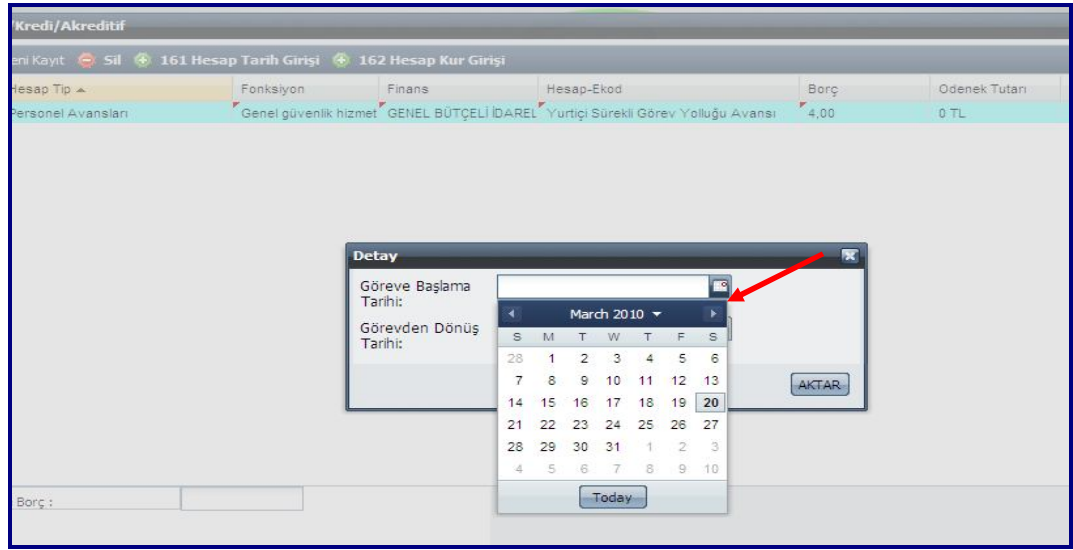 /Kredi/Akreditif
eni Kayıt Sil 161 Hesap Tarih Girişi 162 Hesap Kur Girişi
Hesap Tip Fonksiyon Finans Hesap-Ekod Borç Odenek Tutarı
Personel Avansları Genel güvenlik hizmet GENEL BÜTÇELİ İDAREL Yurtiçi Sürekli Görev Yolluğu Avansı 4,00 0 TL
Detay
Göreve Başlama
Tarihi:
March 2010
Görevden Dönüş
Tarihi:
S M T W T F S
28 1 2 3 4 5 6
7 8 9 10 11 12 13
AKTAR
14 15 16 17 18 19 20
21 22 23 24 25 26 27
28 29 30 31 1 2 3
4 5 6 7 8 9 10
Today
Borç :